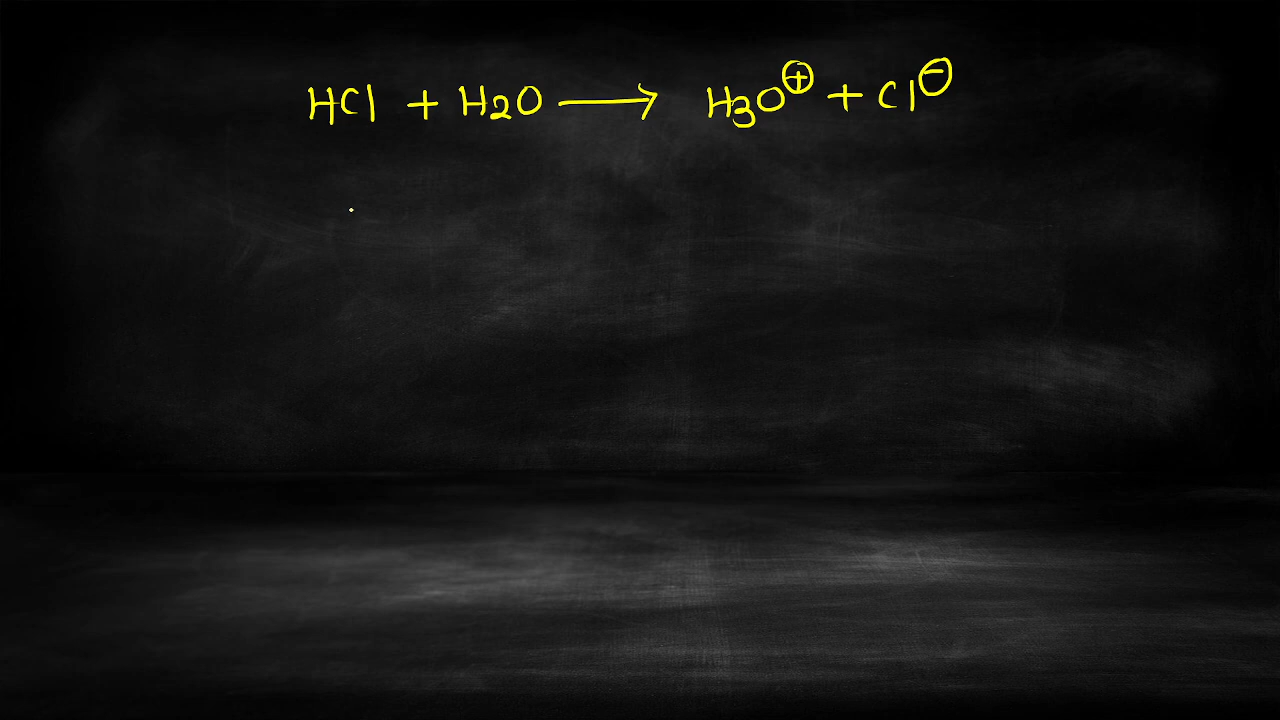 HCl + H2O ⟶ H3O⊕ + Cl⊖